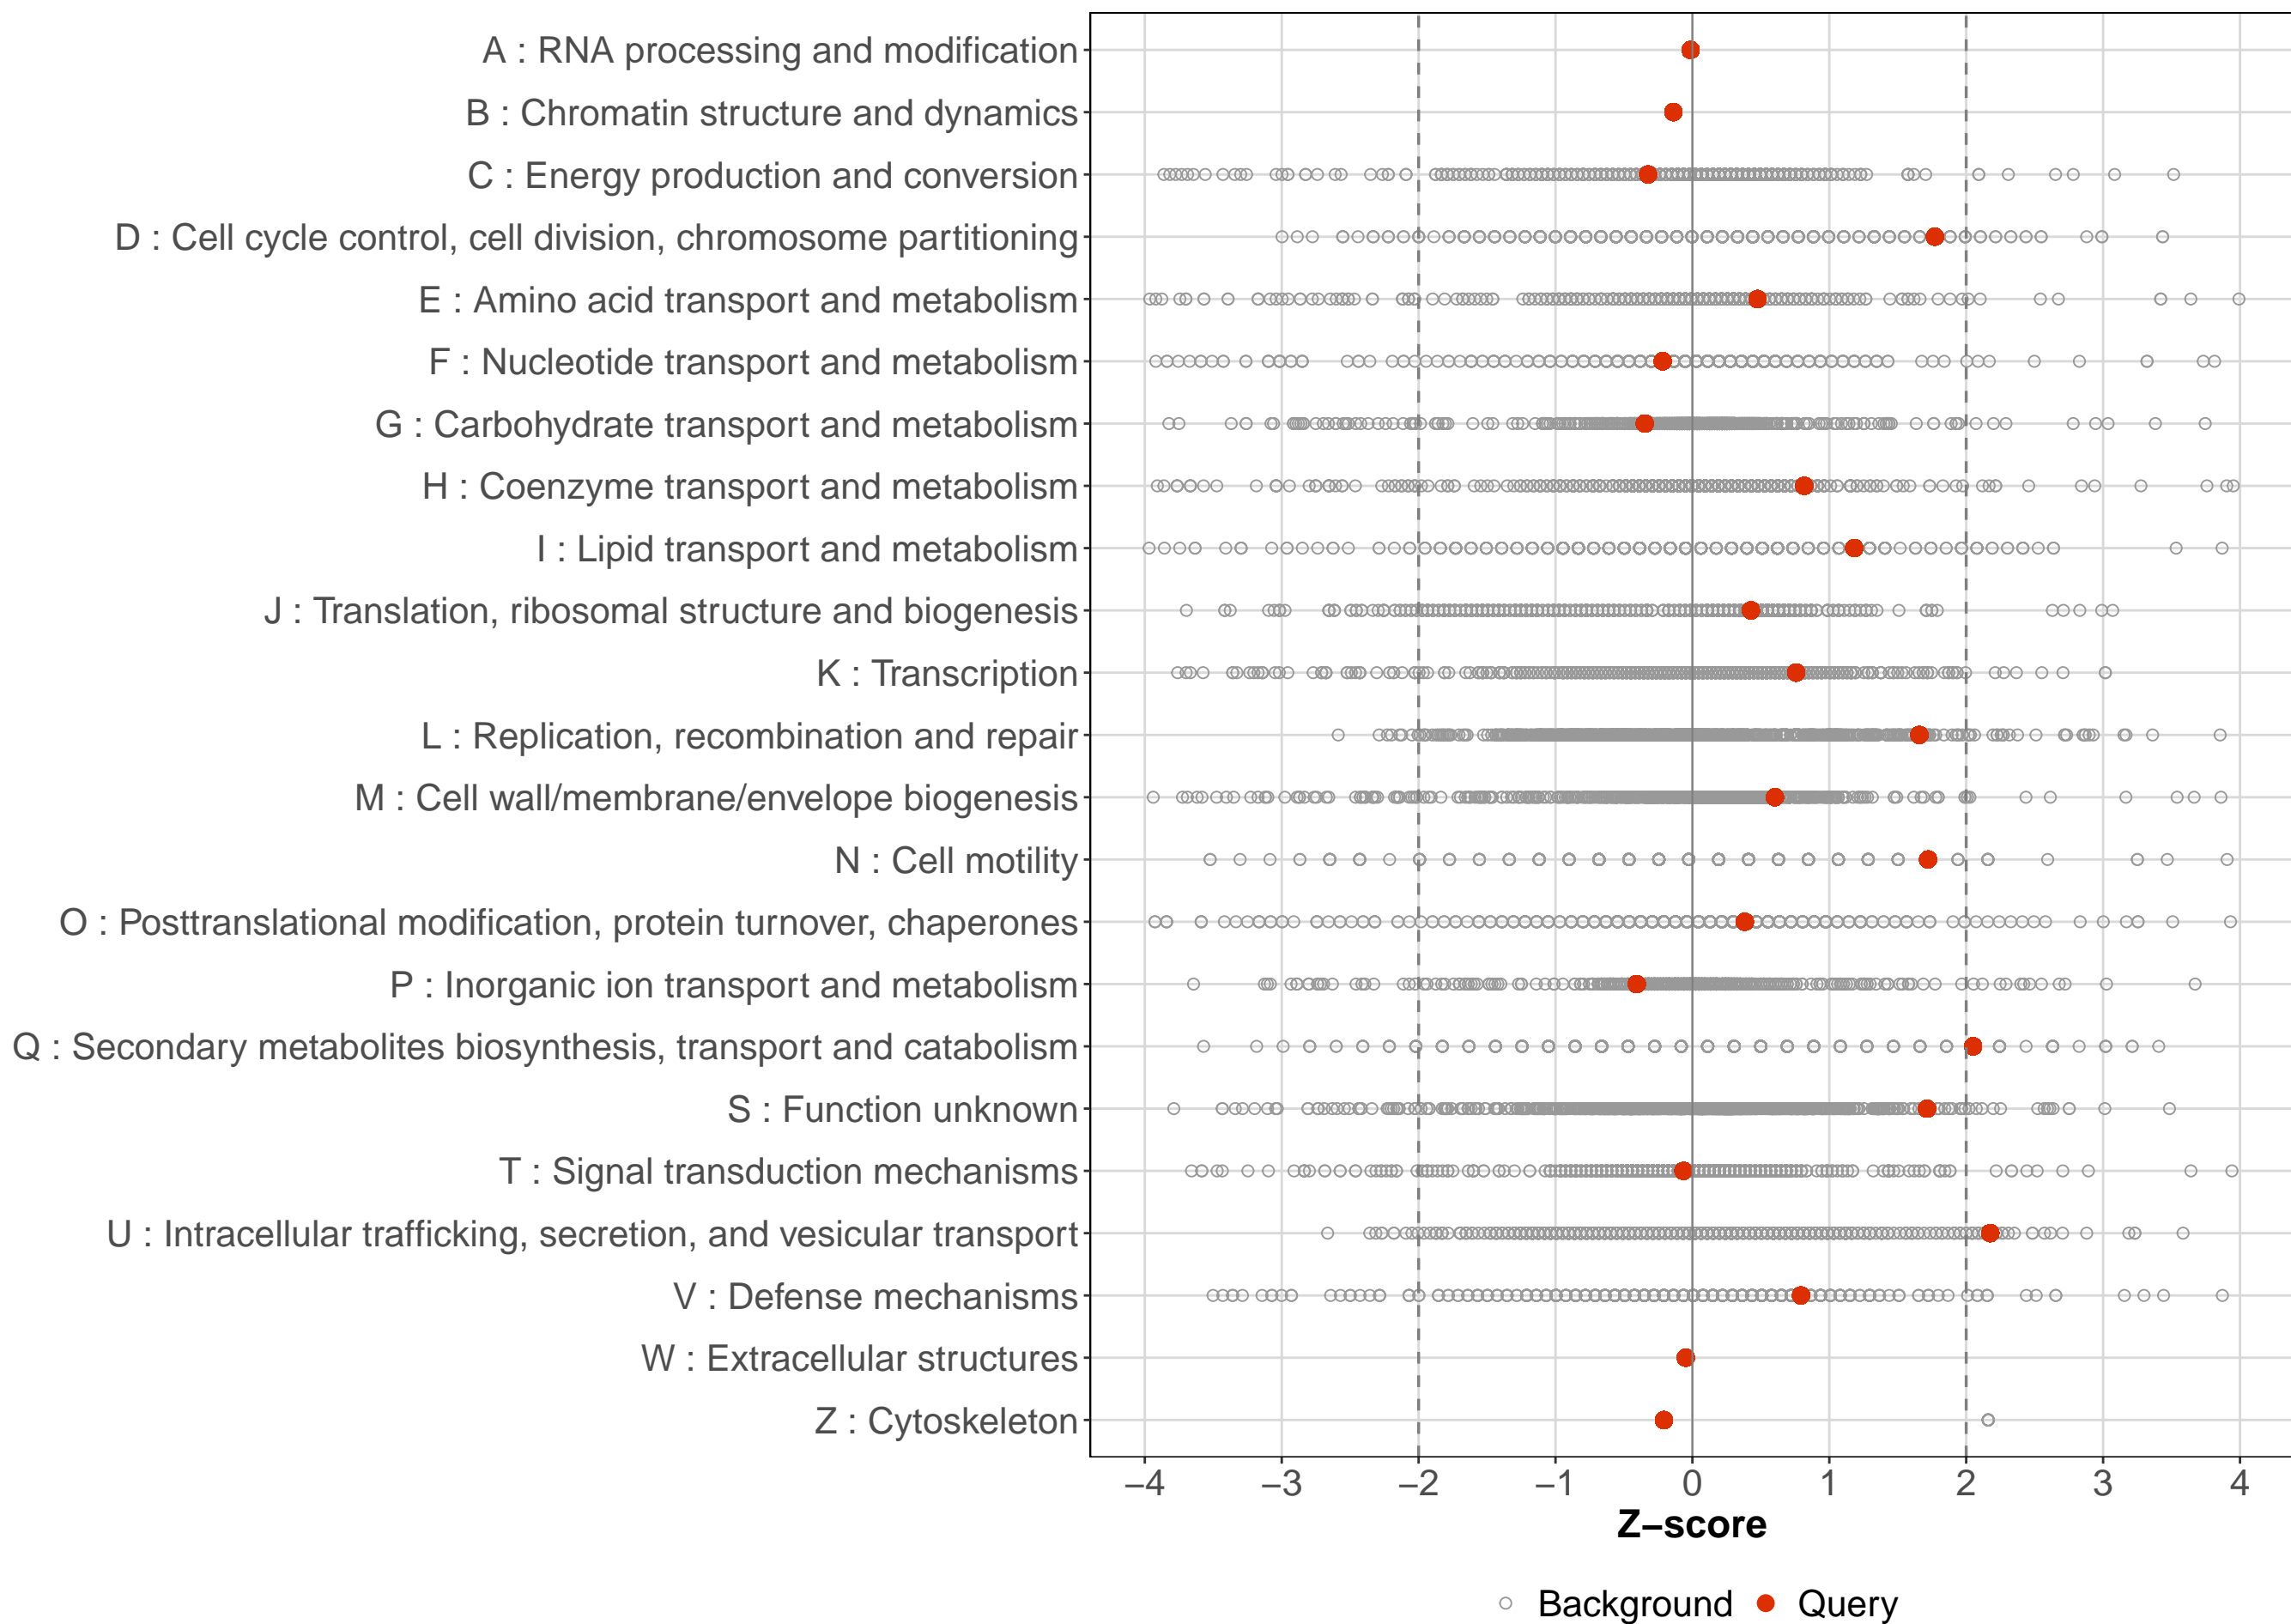 A : RNA processing and modification
B : Chromatin structure and dynamics
C : Energy production and conversion
D : Cell cycle control, cell division, chromosome partitioning
E : Amino acid transport and metabolism
F : Nucleotide transport and metabolism
G : Carbohydrate transport and metabolism
H : Coenzyme transport and metabolism
I : Lipid transport and metabolism
J : Translation, ribosomal structure and biogenesis
K : Transcription
L : Replication, recombination and repair
M : Cell wall/membrane/envelope biogenesis
N : Cell motility
O : Posttranslational modification, protein turnover, chaperones
P : Inorganic ion transport and metabolism
Q : Secondary metabolites biosynthesis, transport and catabolism
S : Function unknown
T : Signal transduction mechanisms
U : Intracellular trafficking, secretion, and vesicular transport
V : Defense mechanisms
W : Extracellular structures
Z : Cytoskeleton
−4 −3 −2 −1 0 1 2 3 4
Z−score
Background Query